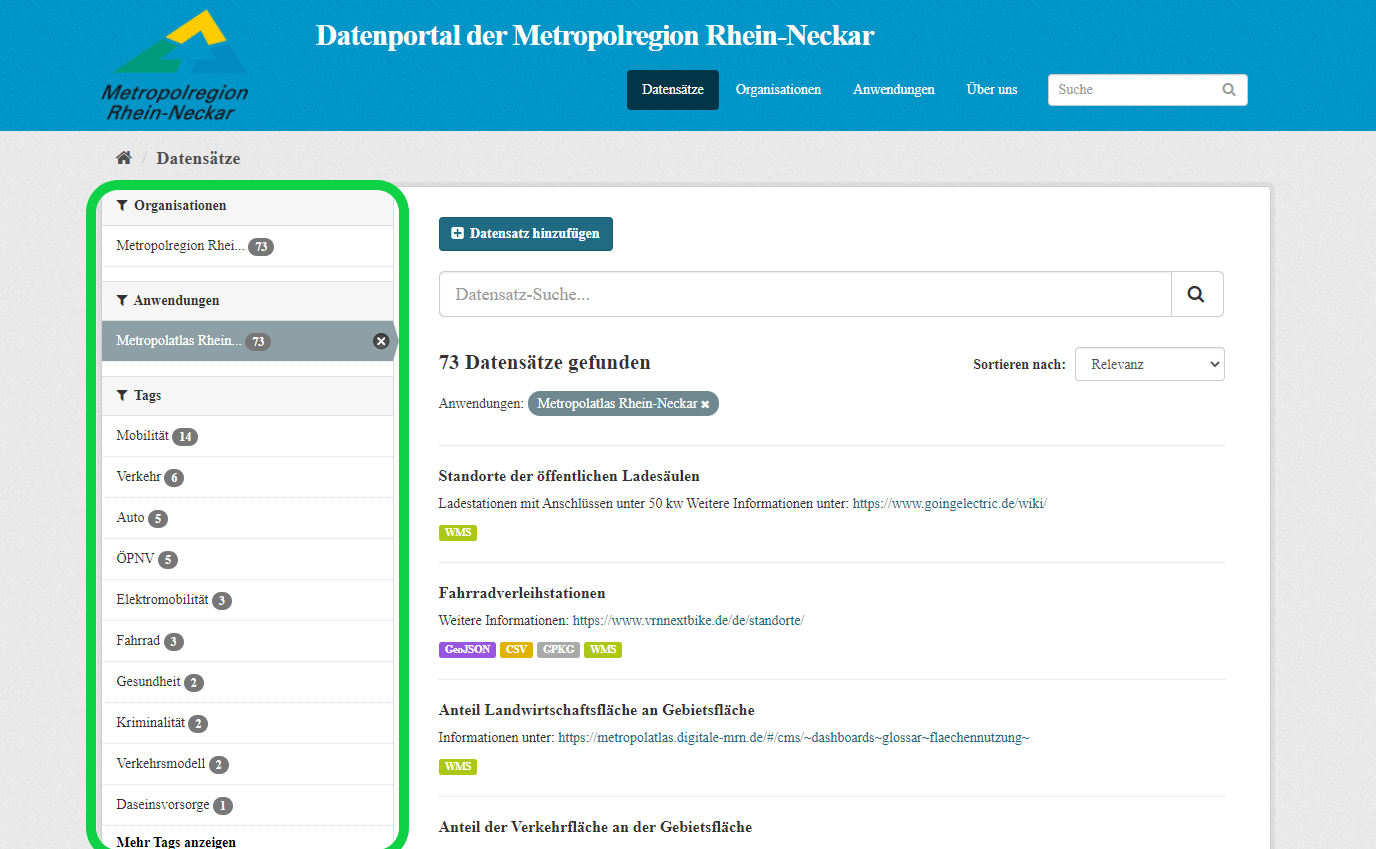 Metropolregion
Rhein-Neckar
Datenportal der Metropolregion Rhein-Neckar
Datensätze
Organisationen
Anwendungen
Über uns
Suche
/ Datensätze
Organisationen
Metropolregion Rhei... 73
Anwendungen
Metropolatlas Rhein... 73
Tags
Mobilität 14
Verkehr 6
Auto 5
ÖPNV 5
Elektromobilität 3
Fahrrad 3
Gesundheit 2
Kriminalität 2
Verkehrsmodell 2
Daseinsvorsorge 1
Mehr Tags anzeigen
Datensatz hinzufügen
Datensatz-Suche...
73 Datensätze gefunden
Sortieren nach: Relevanz
Anwendungen: Metropolatlas Rhein-Neckar
Standorte der öffentlichen Ladesäulen
Ladestationen mit Anschlüssen unter 50 kw Weitere Informationen unter: https://www.goingelectric.de/wiki/
WMS
Fahrradverleihstationen
Weitere Informationen: https://www.vrnnextbike.de/de/standorte/
GeoJSON CSV GPKG WMS
Anteil Landwirtschaftsfläche an Gebietsfläche
Informationen unter: https://metropolatlas.digitale-mrn.de/#/cms/~dashboards~glossar~flaechennutzung~
WMS
Anteil der Verkehrfläche an der Gebietsfläche